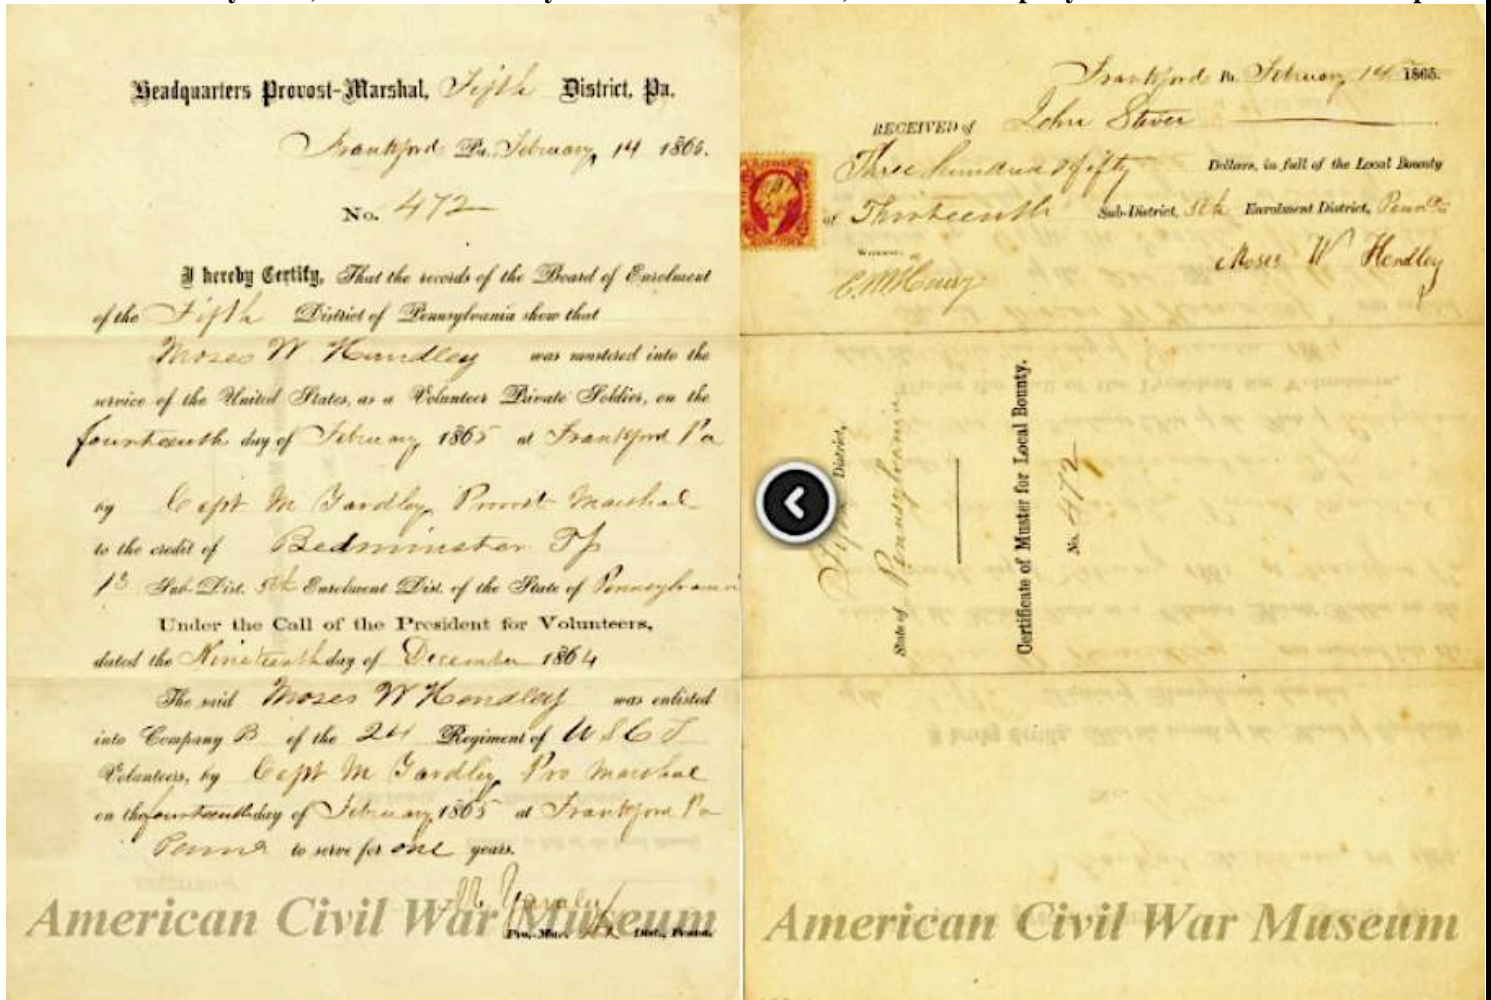 Headquarters Provost-Marshal, Fifth District, Pa.
Frankford Pa. February, 14 1865.
No. 472
I hereby Certify, That the records of the Board of Enrolment
of the Fifth District of Pennsylvania show that
Moses W Hendley was mustered into the
service of the United States, as a Volunteer Private Soldier, on the
fourteenth day of February 1865 at Frankford Pa
by Capt M Yardley Provost Marshal
to the credit of Bedminster Tp
13 Sub-Dist. 5th Enrolment Dist. of the State of Pennsylvania
Under the Call of the President for Volunteers,
dated the Nineteenth day of December 1864
The said Moses W Hendley was enlisted
into Company B of the 24 Regiment of U S C T
Volunteers, by Capt M Yardley Pro Marshal
on the fourteenth day of February 1865 at Frankford Pa
Penna to serve for one years.
M Yardley
Pro. Mar. 5th Dist., Penna.
American Civil War Museum
Frankford Pa. February 14 1865.
RECEIVED of John Stever
Three hundred & fifty Dollars, in full of the Local Bounty
of Thirteenth Sub-District, 5th Enrolment District, Penna
Witness,
Moses W Hendley
Fifth District,
State of Pennsylvania
Certificate of Muster for Local Bounty.
No. 472
American Civil War Museum